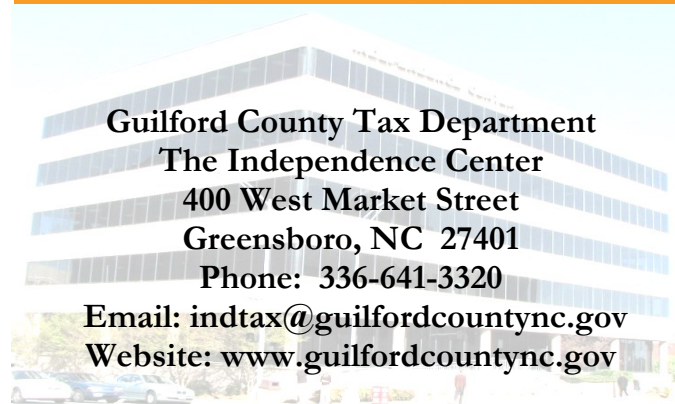 Guilford County Tax Department
The Independence Center
400 West Market Street
Greensboro, NC  27401
Phone:  336-641-3320
Email: indtax@guilfordcountync.gov
Website: www.guilfordcountync.gov